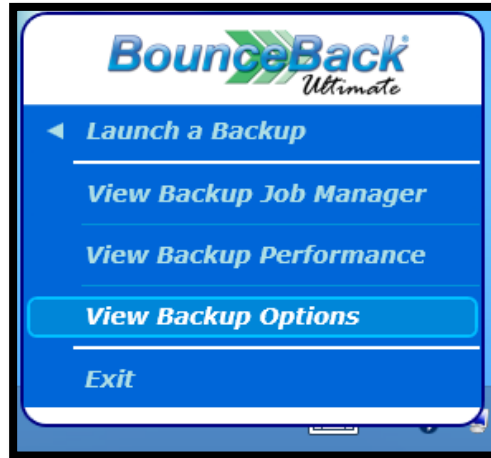 BounceBack
Ultimate
Launch a Backup
View Backup Job Manager
View Backup Performance
View Backup Options
Exit